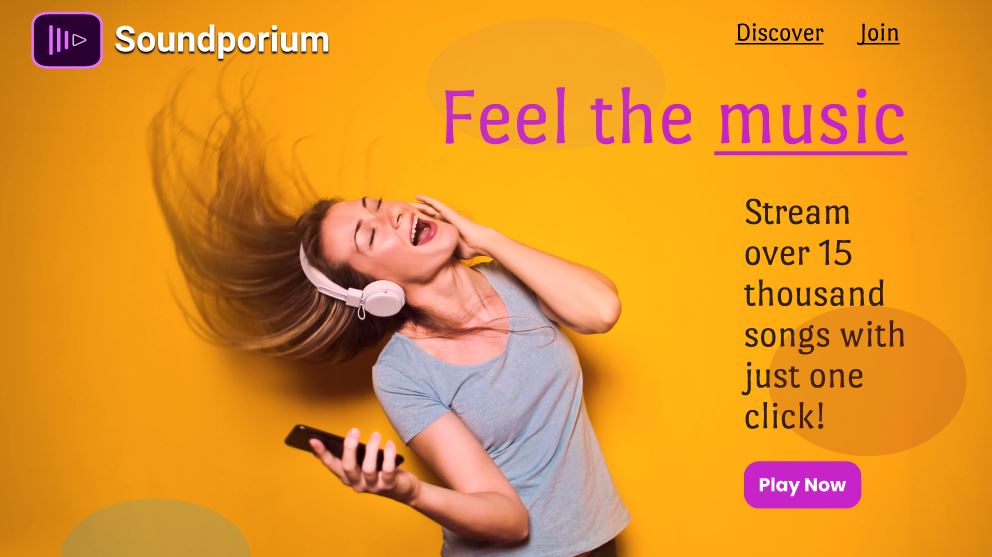 Soundporium
Discover Join
Feel the music
Stream
over 15
thousand
songs with
just one
click!
Play Now